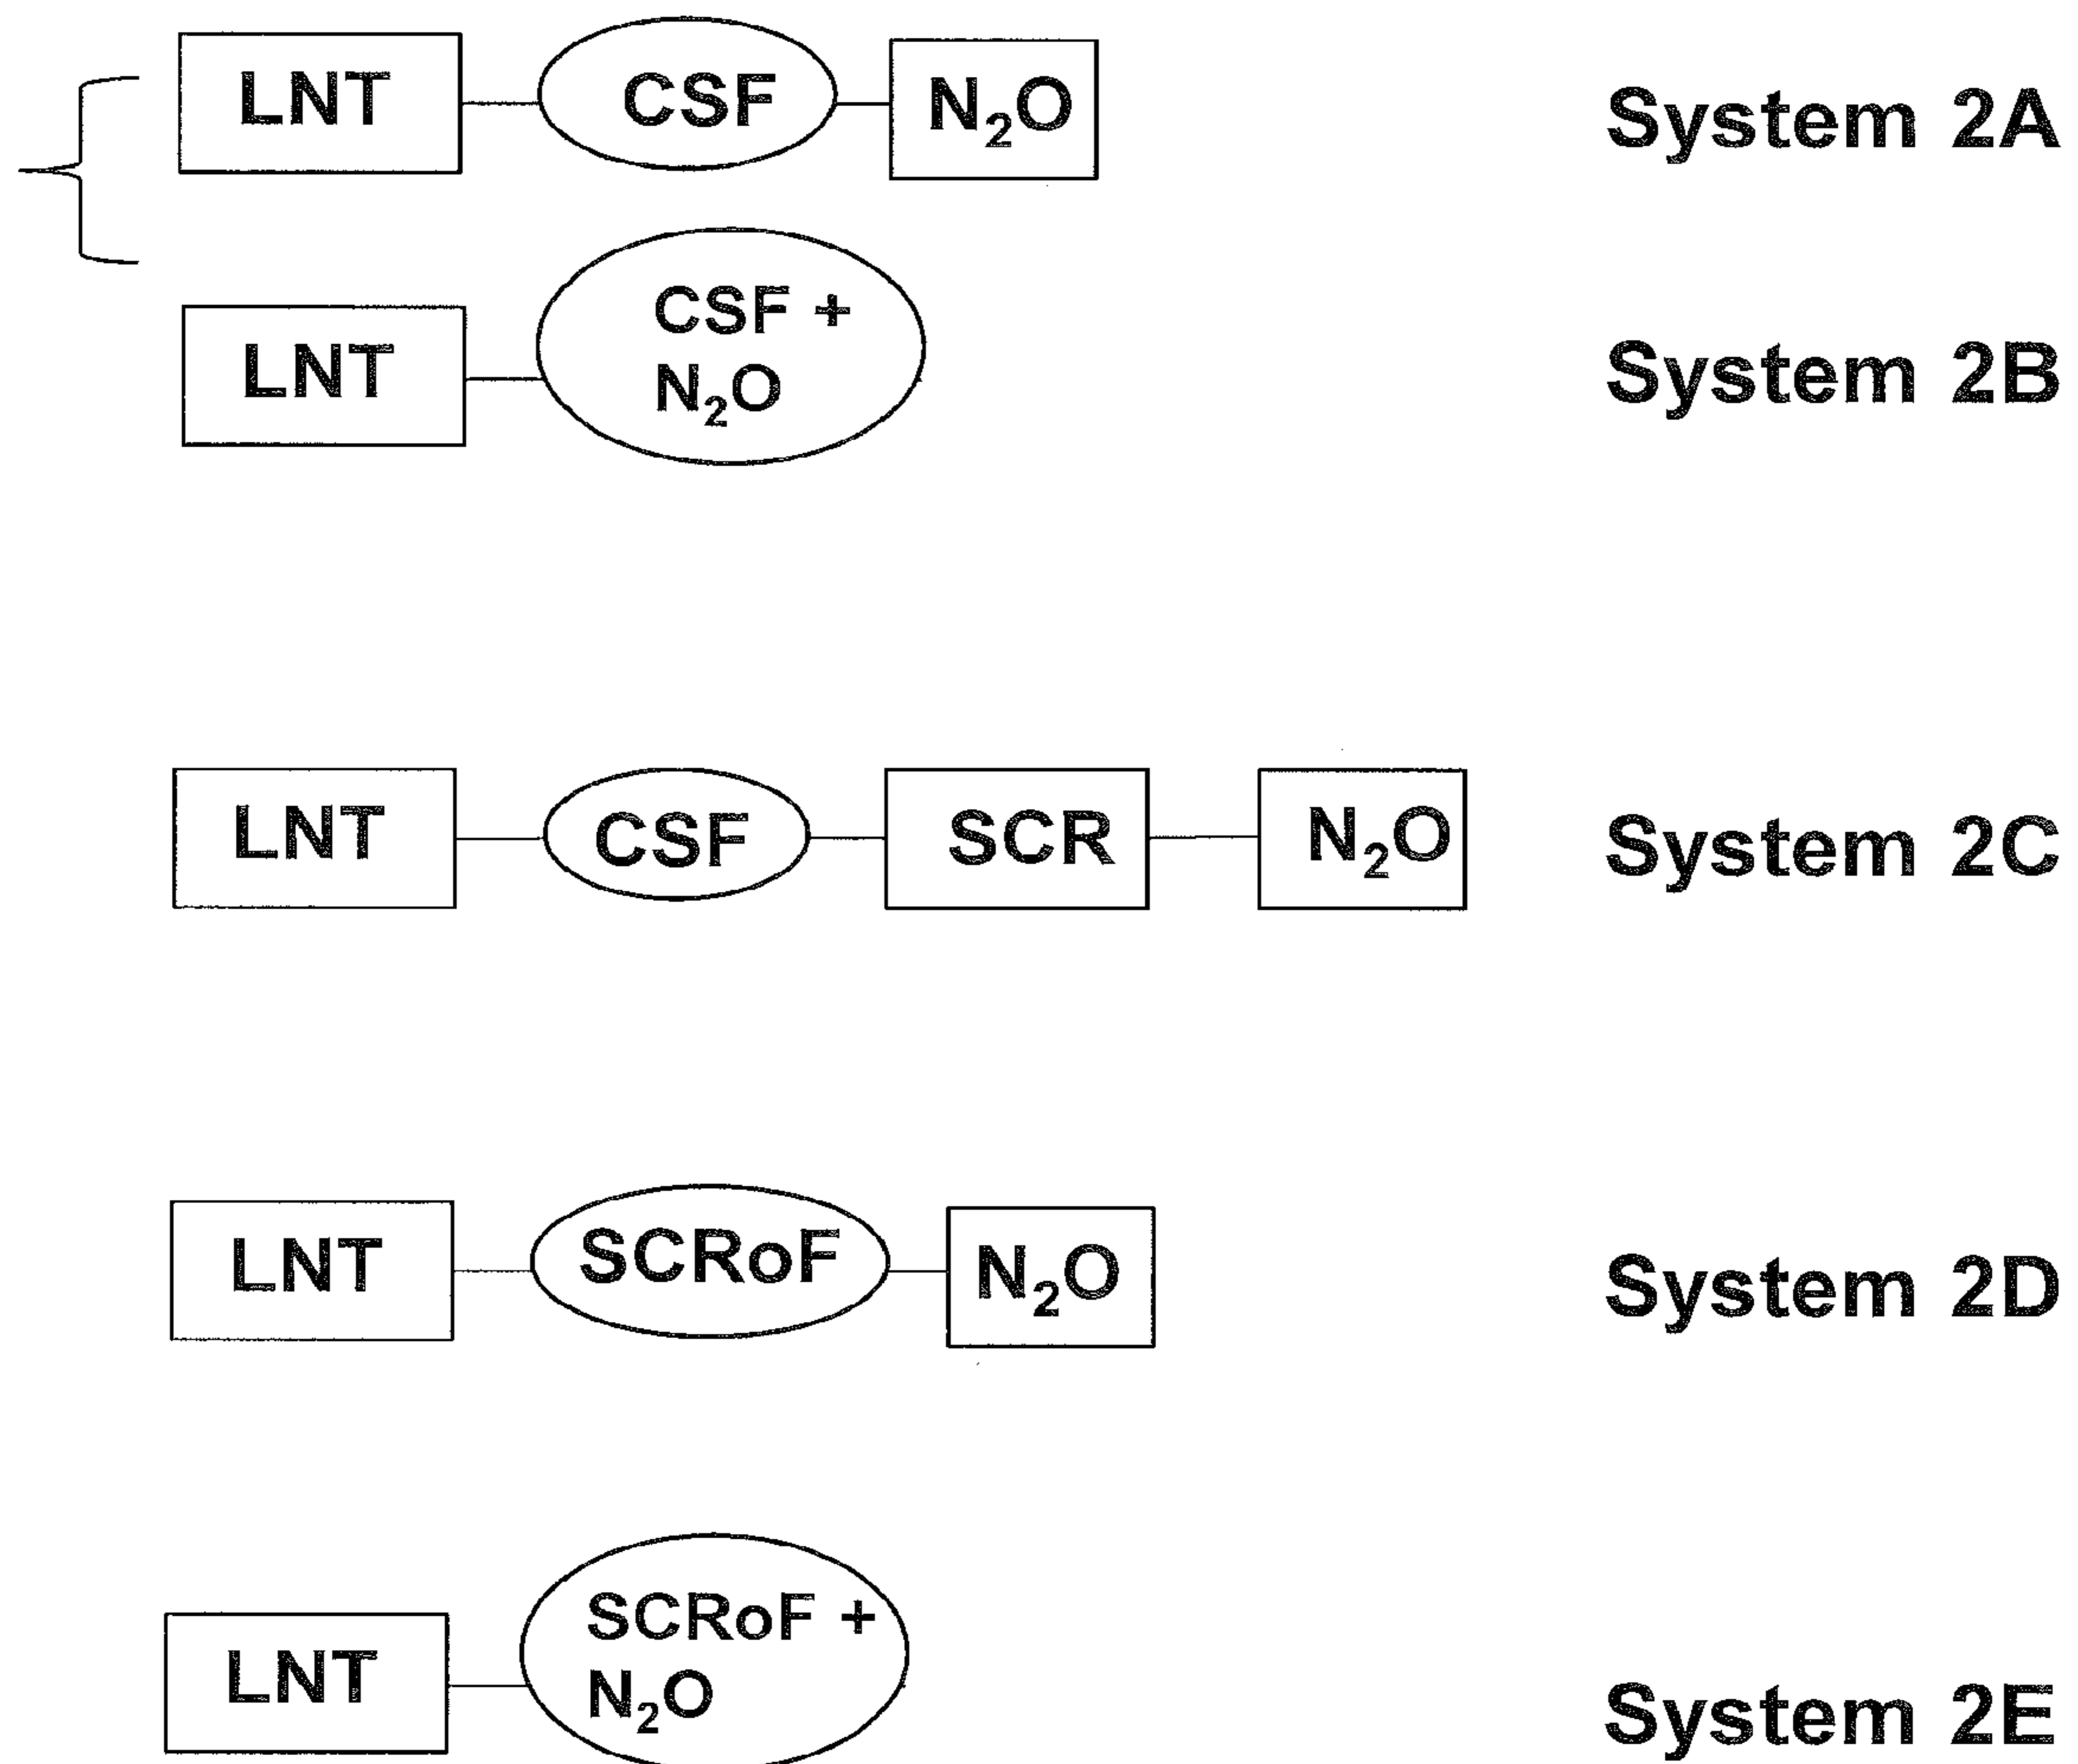 LNT CSF N₂O System 2A
LNT CSF + N₂O System 2B
LNT CSF SCR N₂O System 2C
LNT SCRoF N₂O System 2D
LNT SCRoF + N₂O System 2E